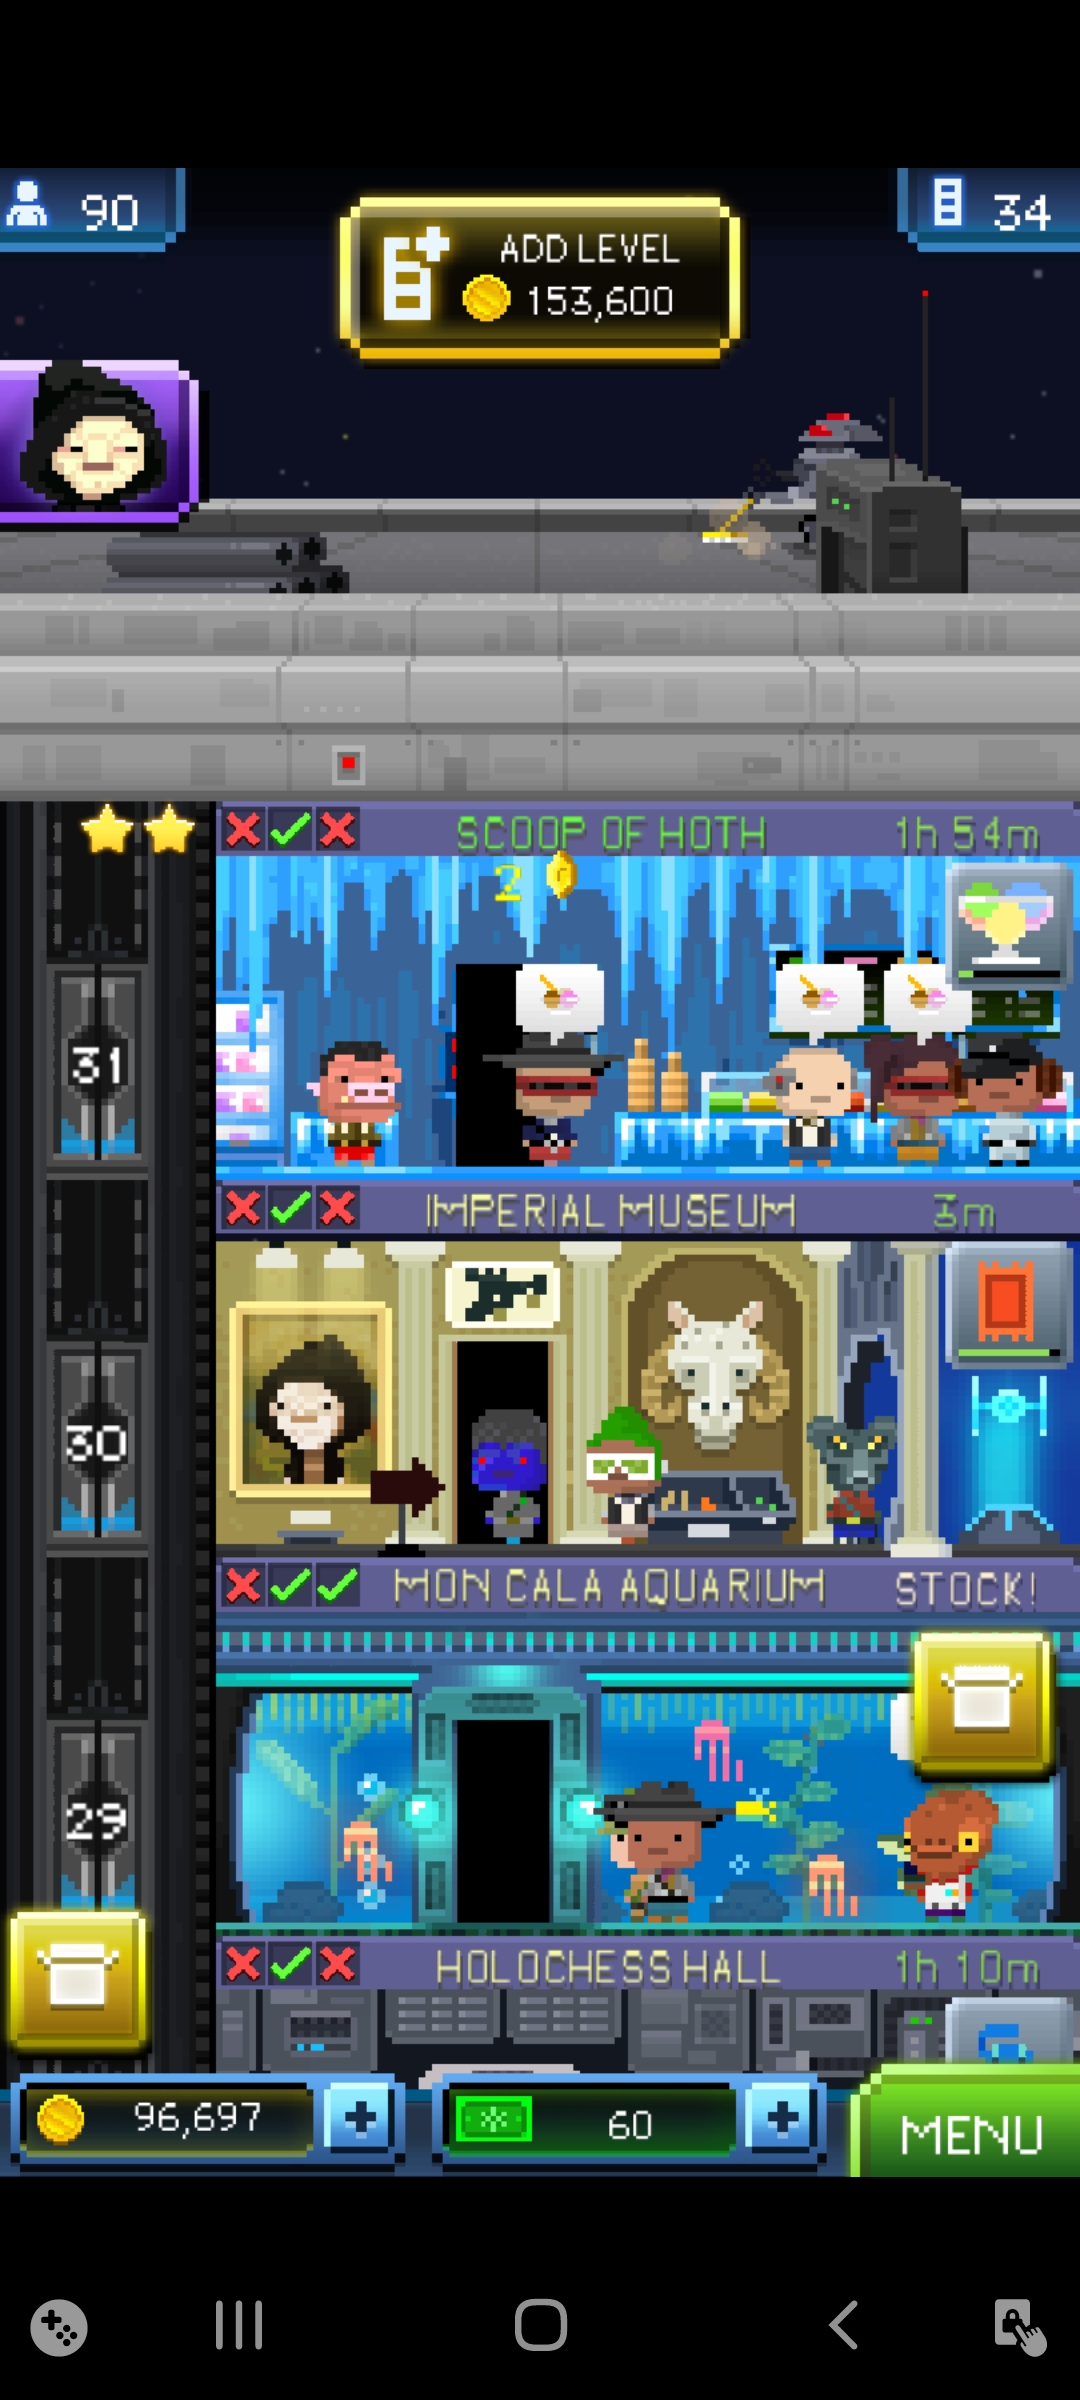 90
ADD LEVEL
153,600
34
SCOOP OF HOTH
1h 54m
2
31
IMPERIAL MUSEUM
3m
30
MON CALA AQUARIUM
STOCK!
29
HOLOCHESS HALL
1h 10m
96,697
60
MENU